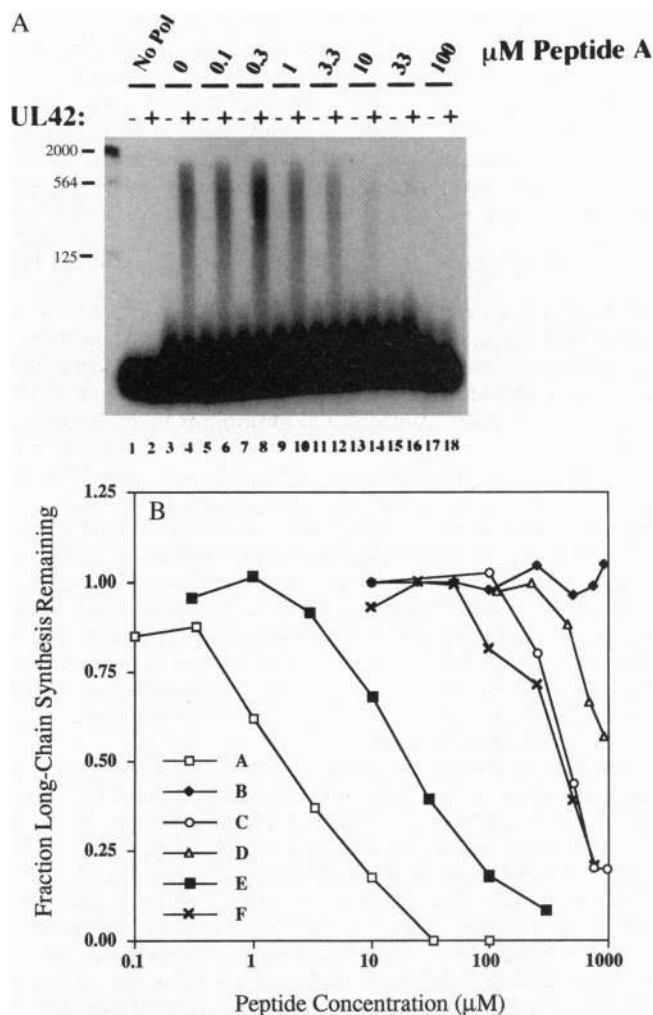 A
No Pol 0 0.1 0.3 1 3.3 10 33 100 μM Peptide A
UL42: - + - + - + - + - + - + - + - + - +
2000
564
125
1 2 3 4 5 6 7 8 9 10 11 12 13 14 15 16 17 18
B
Fraction Long-Chain Synthesis Remaining
1.25
1.00
0.75
0.50
0.25
0.00
A
B
C
D
E
F
0.1 1 10 100 1000
Peptide Concentration (μM)